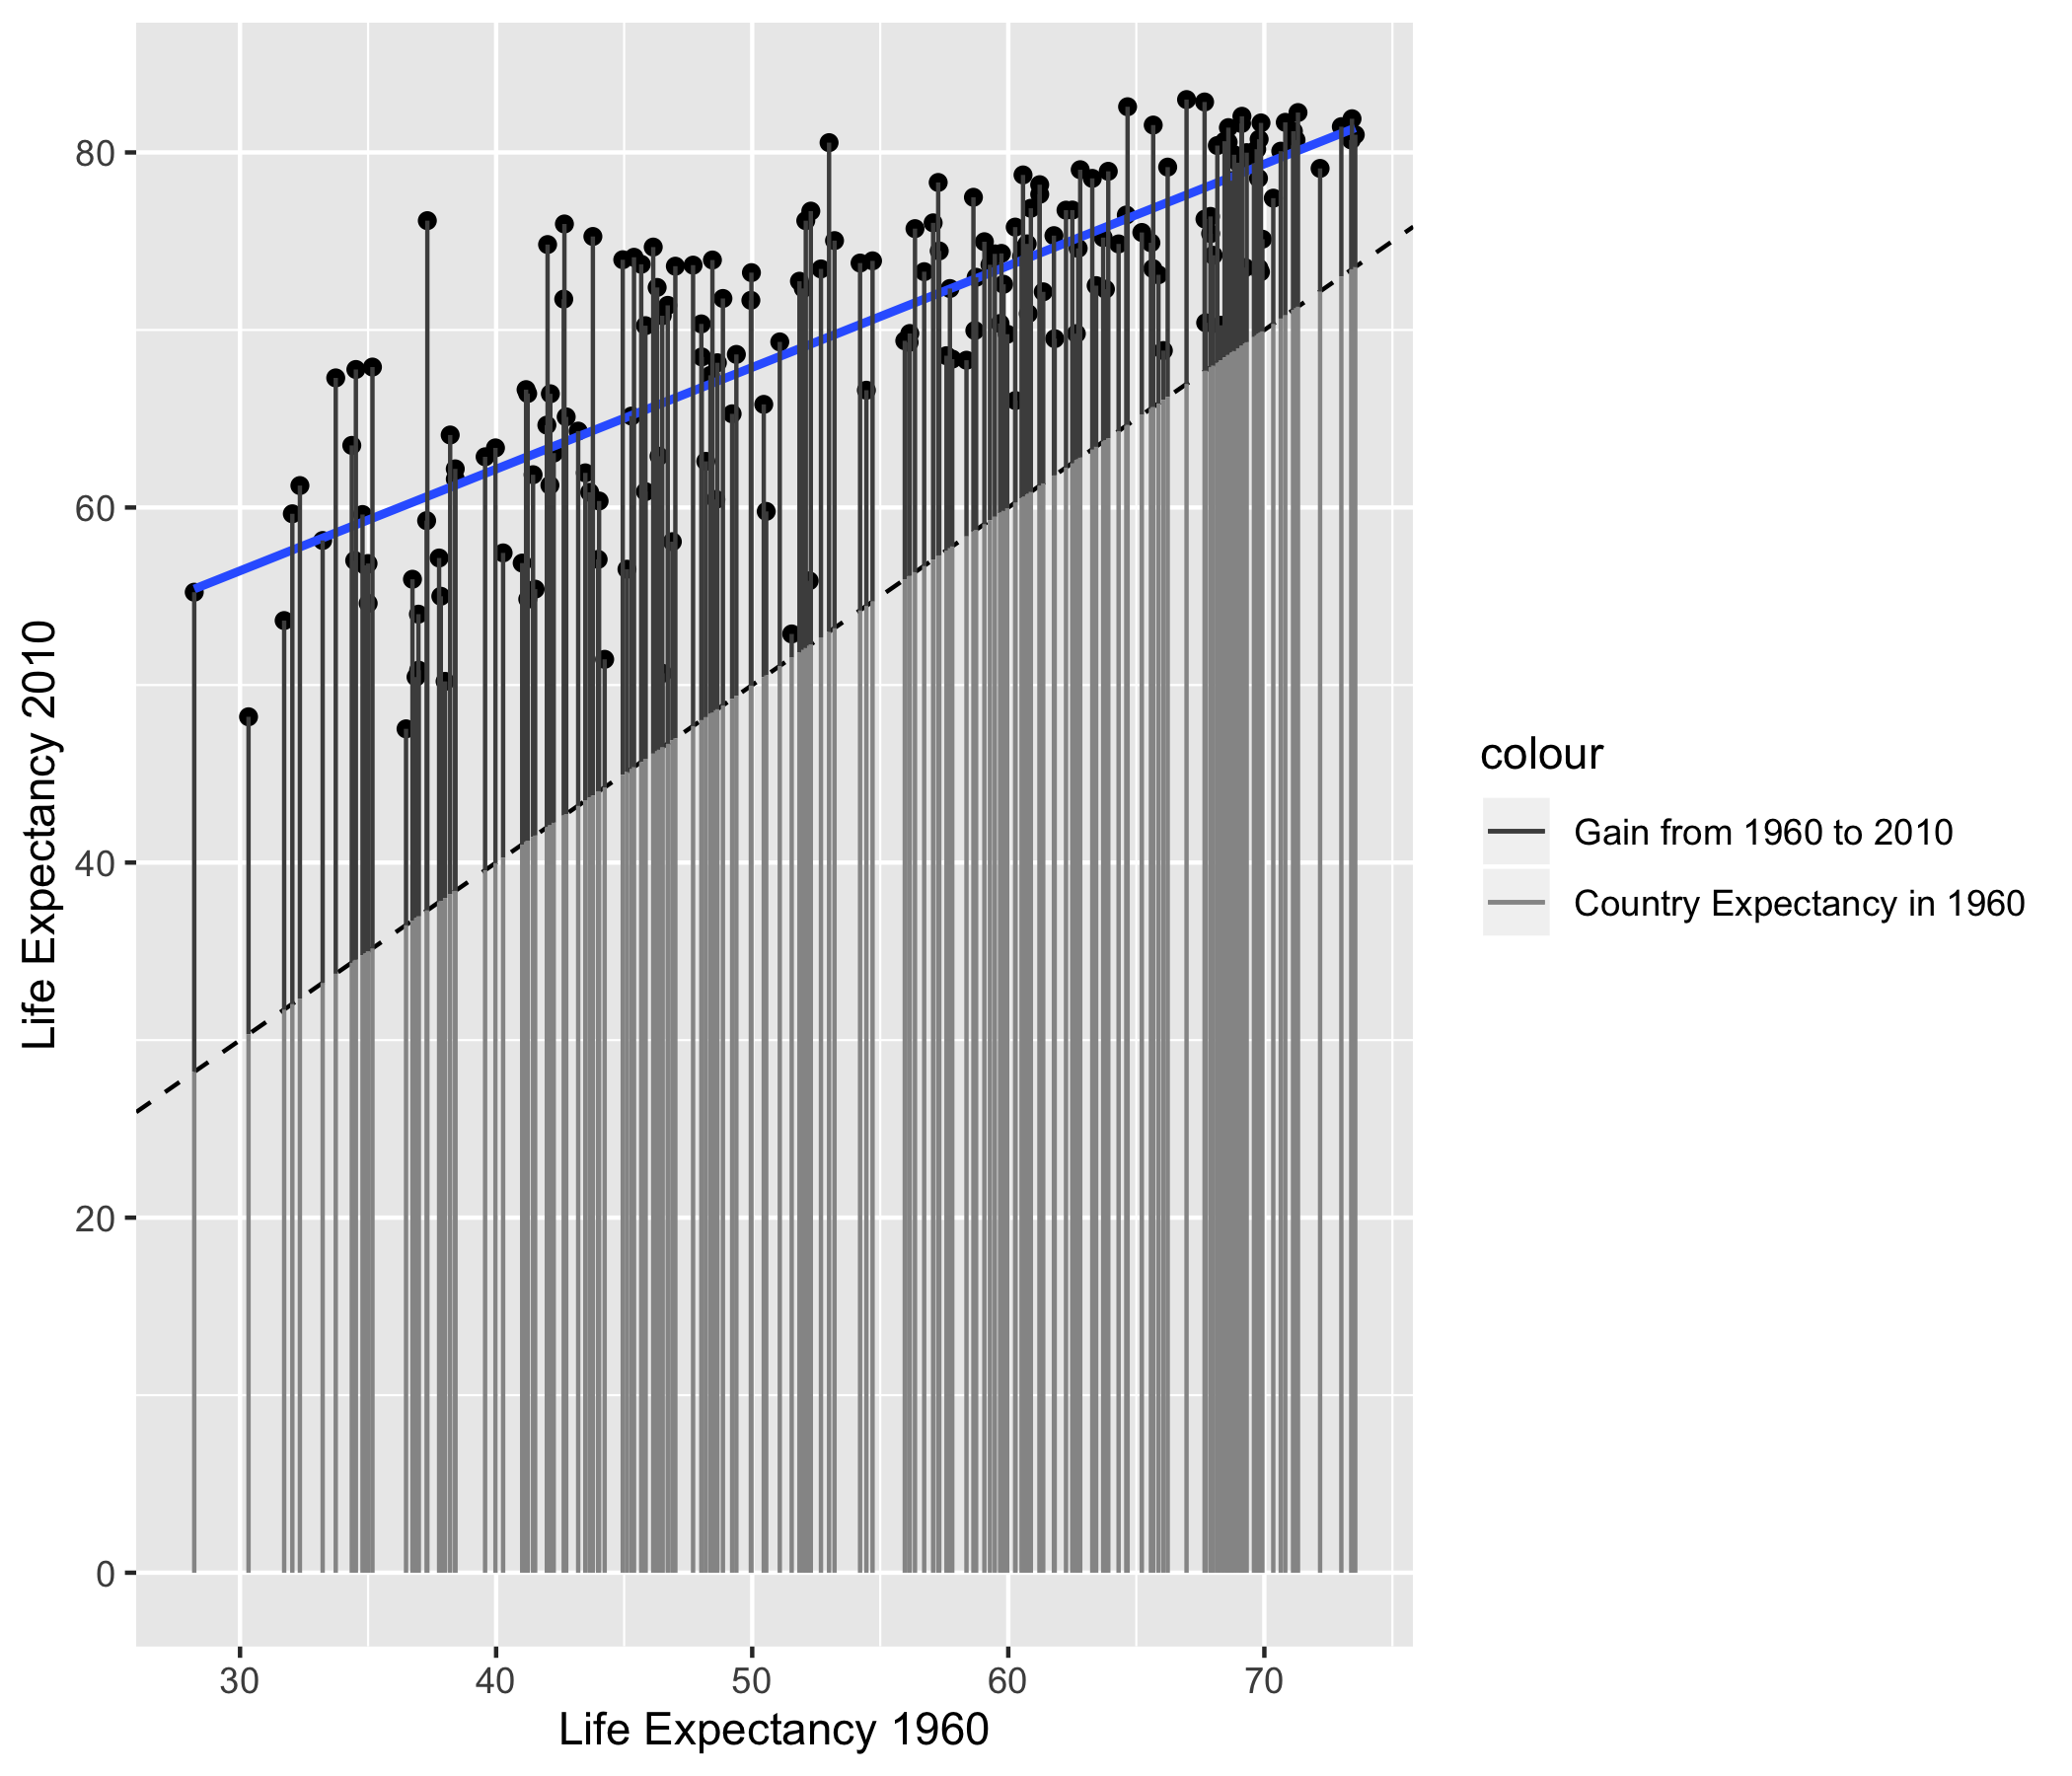 Life Expectancy 2010
80
60
40
20
0
30 40 50 60 70
Life Expectancy 1960
colour
Gain from 1960 to 2010
Country Expectancy in 1960